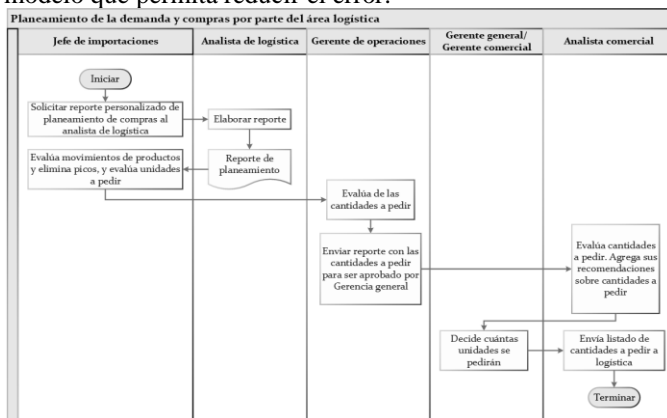 modelo que permita reducir el error.
Planeamiento de la demanda y compras por parte del área logística
Jefe de importaciones
Analista de logística
Gerente de operaciones
Gerente general/
Gerente comercial
Analista comercial
Iniciar
Solicitar reporte personalizado de
planeamiento de compras al
analista de logística
Elaborar reporte
Evalúa movimientos de productos
y elimina picos, y evalúa unidades
a pedir
Reporte de
planeamiento
Evalúa de las
cantidades a pedir
Enviar reporte con las
cantidades a pedir
para ser aprobado por
Gerencia general
Evalúa cantidades
a pedir. Agrega sus
recomendaciones
sobre cantidades a
pedir
Decide cuántas
unidades se
pedirán
Envía listado de
cantidades a pedir a
logística
Terminar